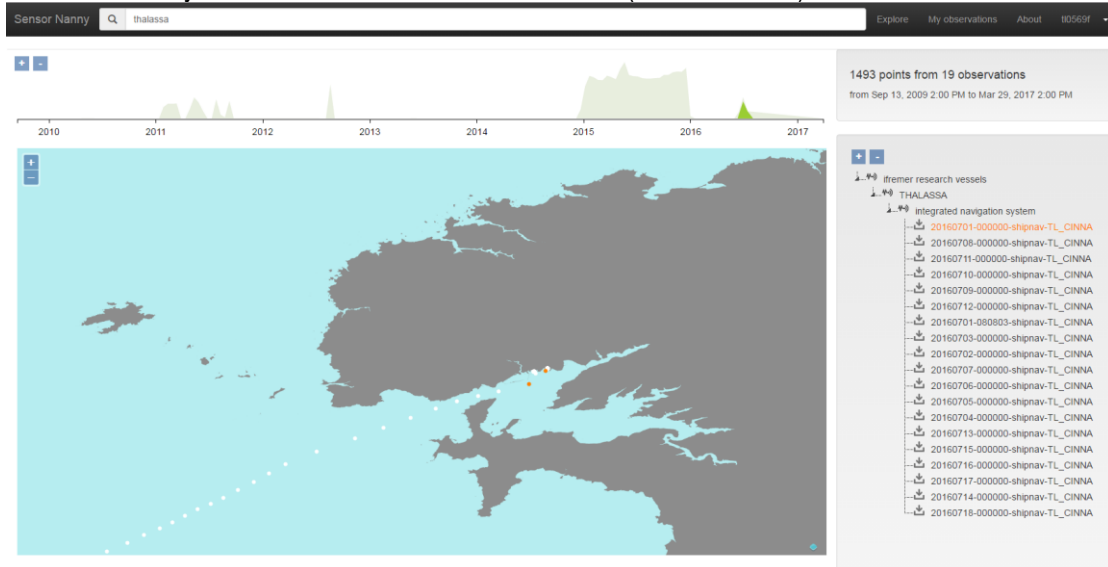 Sensor Nanny thalassa Explore My observations About tl0569f
+ -
1493 points from 19 observations
from Sep 13, 2009 2:00 PM to Mar 29, 2017 2:00 PM
2010 2011 2012 2013 2014 2015 2016 2017
+
−
+ -
ifremer research vessels
THALASSA
integrated navigation system
20160701-000000-shipnav-TL_CINNA
20160708-000000-shipnav-TL_CINNA
20160711-000000-shipnav-TL_CINNA
20160710-000000-shipnav-TL_CINNA
20160709-000000-shipnav-TL_CINNA
20160712-000000-shipnav-TL_CINNA
20160701-080803-shipnav-TL_CINNA
20160703-000000-shipnav-TL_CINNA
20160702-000000-shipnav-TL_CINNA
20160707-000000-shipnav-TL_CINNA
20160706-000000-shipnav-TL_CINNA
20160705-000000-shipnav-TL_CINNA
20160704-000000-shipnav-TL_CINNA
20160713-000000-shipnav-TL_CINNA
20160715-000000-shipnav-TL_CINNA
20160716-000000-shipnav-TL_CINNA
20160717-000000-shipnav-TL_CINNA
20160714-000000-shipnav-TL_CINNA
20160718-000000-shipnav-TL_CINNA